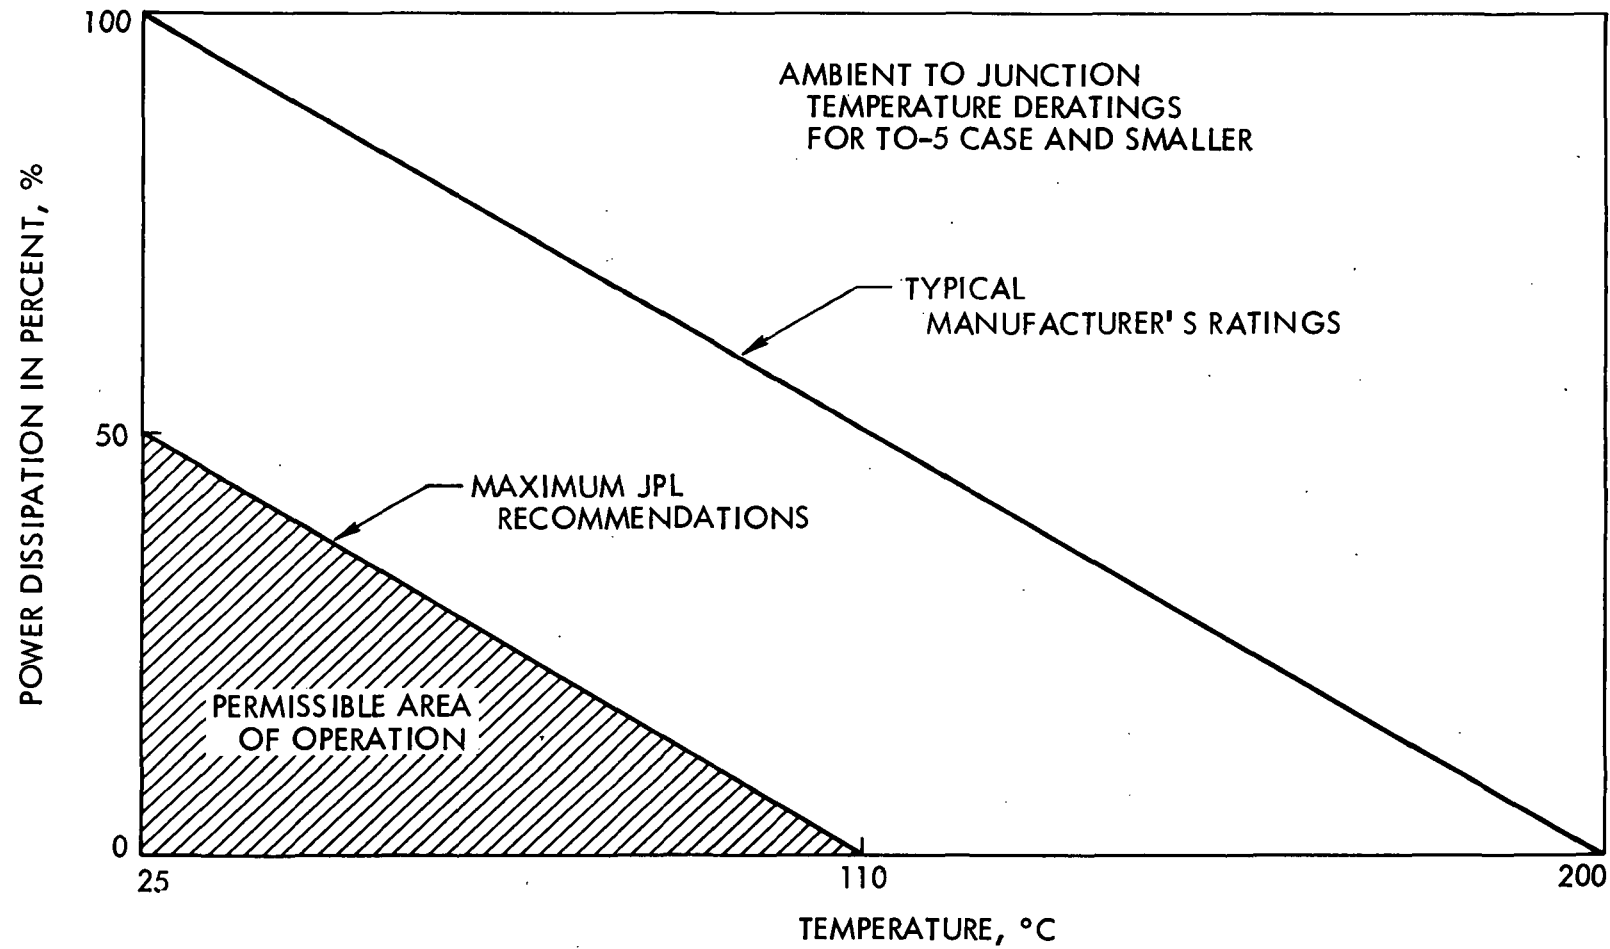 100
AMBIENT TO JUNCTION
TEMPERATURE DERATINGS
FOR TO-5 CASE AND SMALLER
POWER DISSIPATION IN PERCENT, %
TYPICAL
MANUFACTURER'S RATINGS
50
MAXIMUM JPL
RECOMMENDATIONS
PERMISSIBLE AREA
OF OPERATION
0
25
110
200
TEMPERATURE, °C